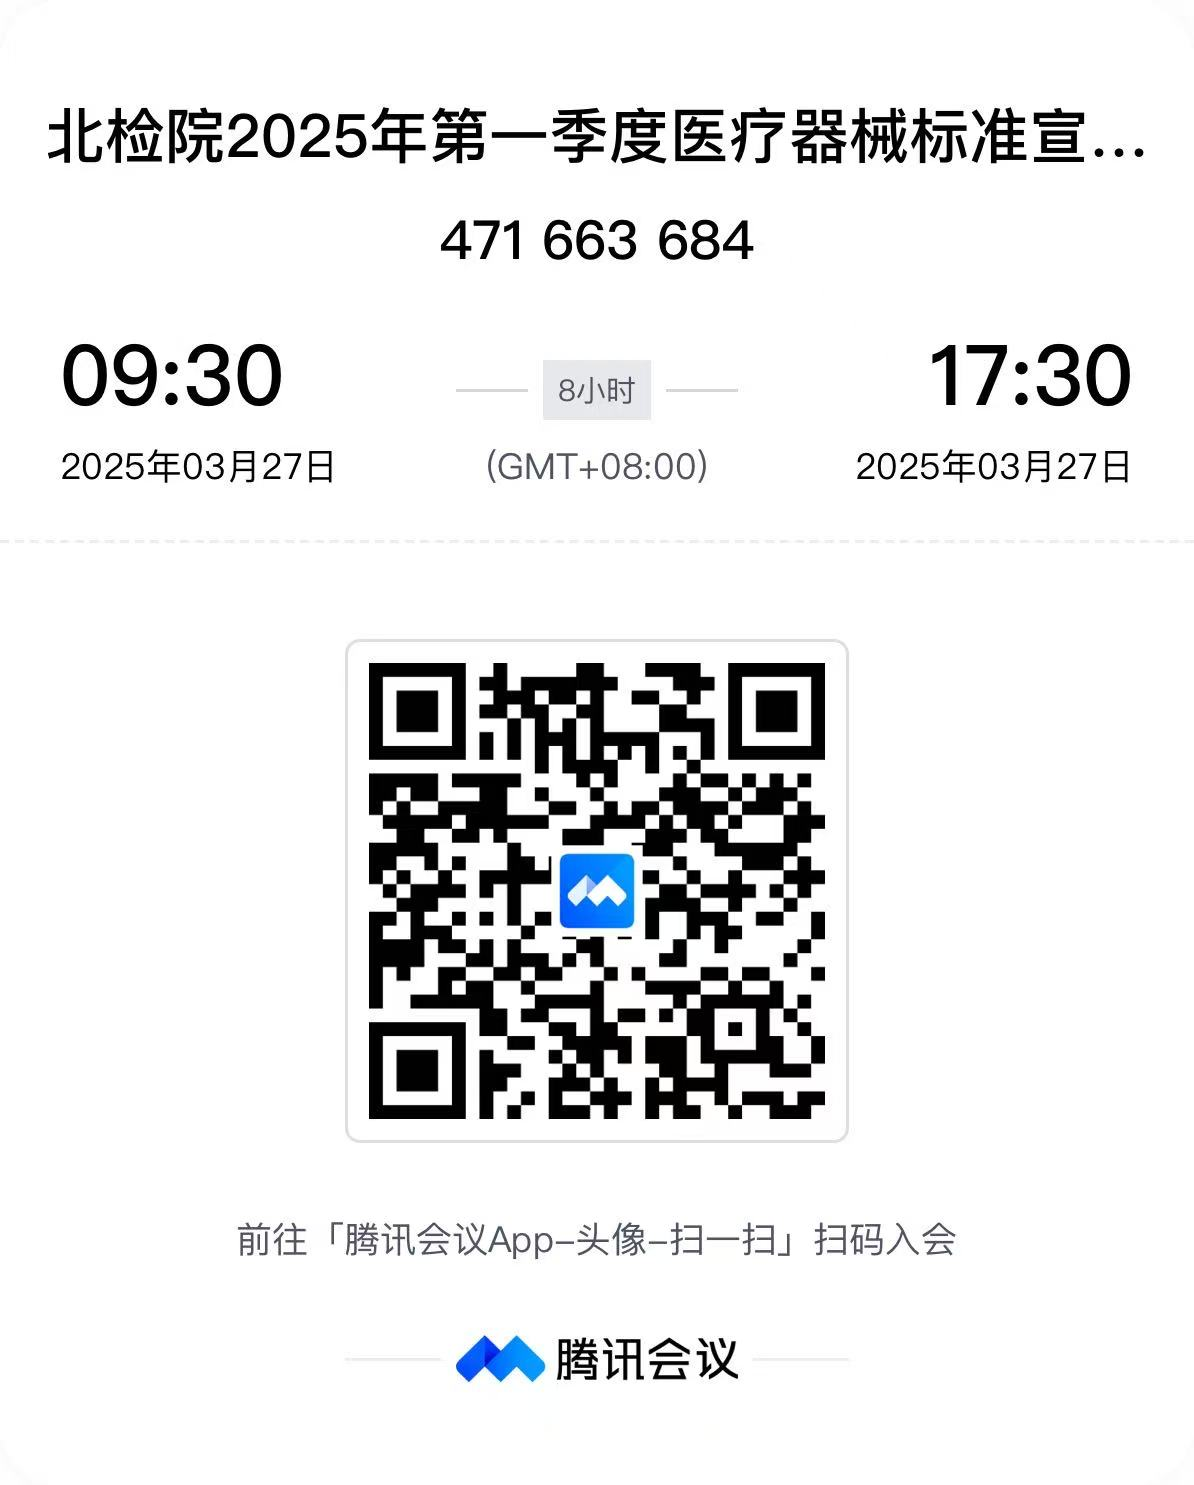 北检院2025年第一季度医疗器械标准宣...
471 663 684
09:30 8小时 17:30
2025年03月27日 (GMT+08:00) 2025年03月27日
前往「腾讯会议App-头像-扫一扫」扫码入会
腾讯会议